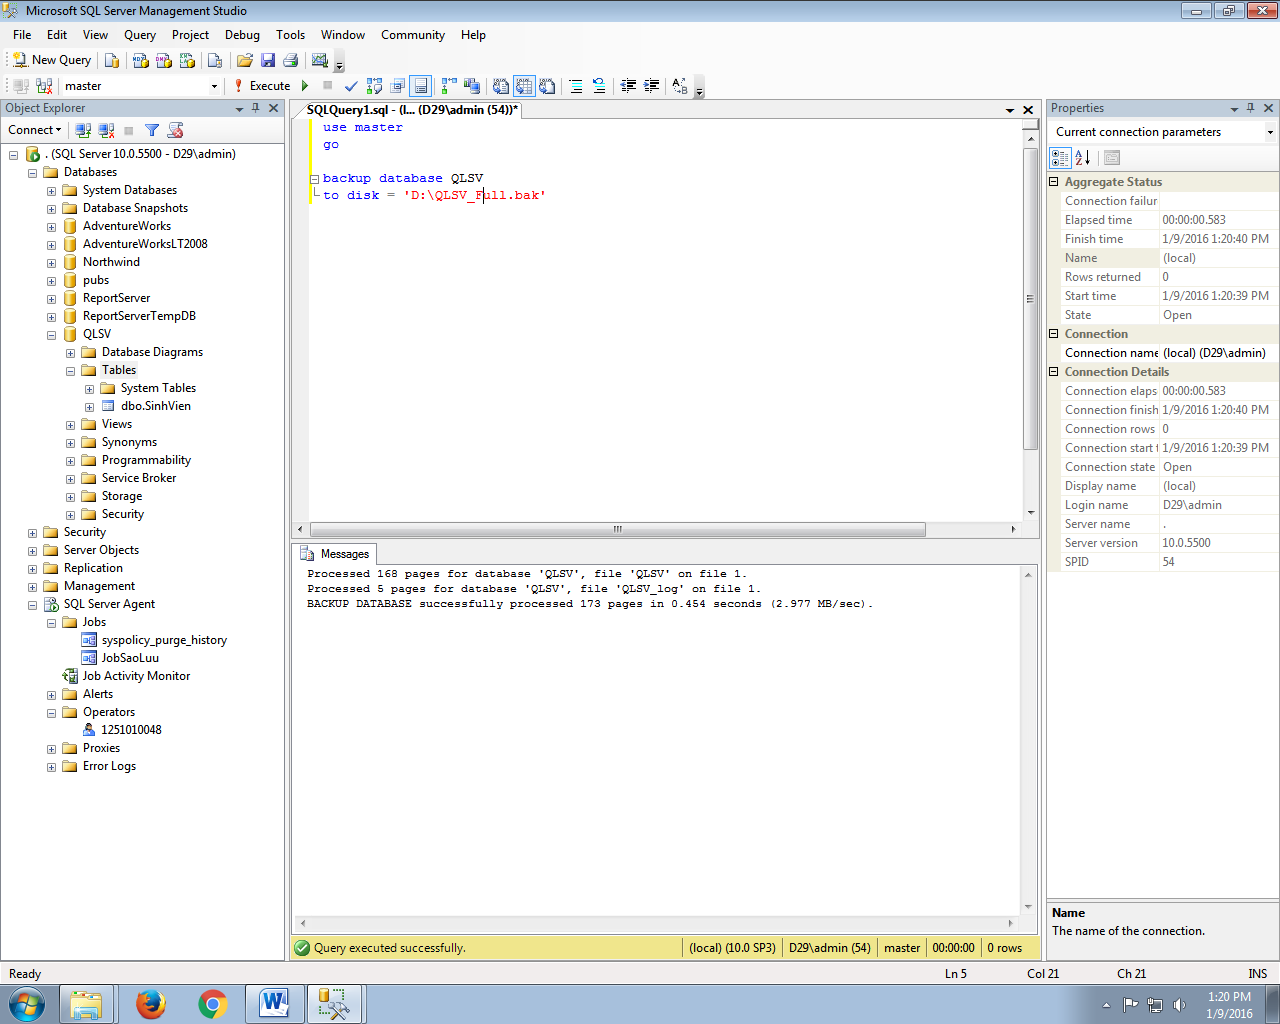 Microsoft SQL Server Management Studio
File Edit View Query Project Debug Tools Window Community Help
New Query
master Execute
Object Explorer
Connect
. (SQL Server 10.0.5500 - D29\admin)
Databases
System Databases
Database Snapshots
AdventureWorks
AdventureWorksLT2008
Northwind
pubs
ReportServer
ReportServerTempDB
QLSV
Database Diagrams
Tables
System Tables
dbo.SinhVien
Views
Synonyms
Programmability
Service Broker
Storage
Security
Security
Server Objects
Replication
Management
SQL Server Agent
Jobs
syspolicy_purge_history
JobSaoLuu
Job Activity Monitor
Alerts
Operators
1251010048
Proxies
Error Logs
SQLQuery1.sql - (l... (D29\admin (54))*
use master
go
backup database QLSV
to disk = 'D:\QLSV_Full.bak'
Messages
Processed 168 pages for database 'QLSV', file 'QLSV' on file 1.
Processed 5 pages for database 'QLSV', file 'QLSV_log' on file 1.
BACKUP DATABASE successfully processed 173 pages in 0.454 seconds (2.977 MB/sec).
Query executed successfully. (local) (10.0 SP3) D29\admin (54) master 00:00:00 0 rows
Properties
Current connection parameters
Aggregate Status
Connection failur
Elapsed time 00:00:00.583
Finish time 1/9/2016 1:20:40 PM
Name (local)
Rows returned 0
Start time 1/9/2016 1:20:39 PM
State Open
Connection
Connection name (local) (D29\admin)
Connection Details
Connection elaps 00:00:00.583
Connection finish 1/9/2016 1:20:40 PM
Connection rows 0
Connection start t 1/9/2016 1:20:39 PM
Connection state Open
Display name (local)
Login name D29\admin
Server name .
Server version 10.0.5500
SPID 54
Name
The name of the connection.
Ready Ln 5 Col 21 Ch 21 INS
1:20 PM
1/9/2016